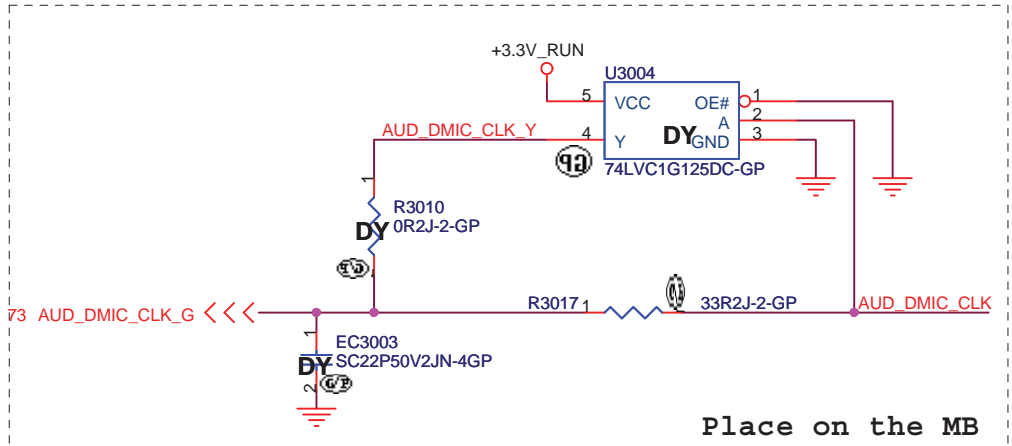 +3.3V_RUN
U3004
5 VCC OE# 1
A 2
AUD_DMIC_CLK_Y 4 Y DY GND 3
74LVC1G125DC-GP
1
R3010
DY 0R2J-2-GP
R3017 1 33R2J-2-GP AUD_DMIC_CLK
73 AUD_DMIC_CLK_G
1
EC3003
DY SC22P50V2JN-4GP
2
Place on the MB